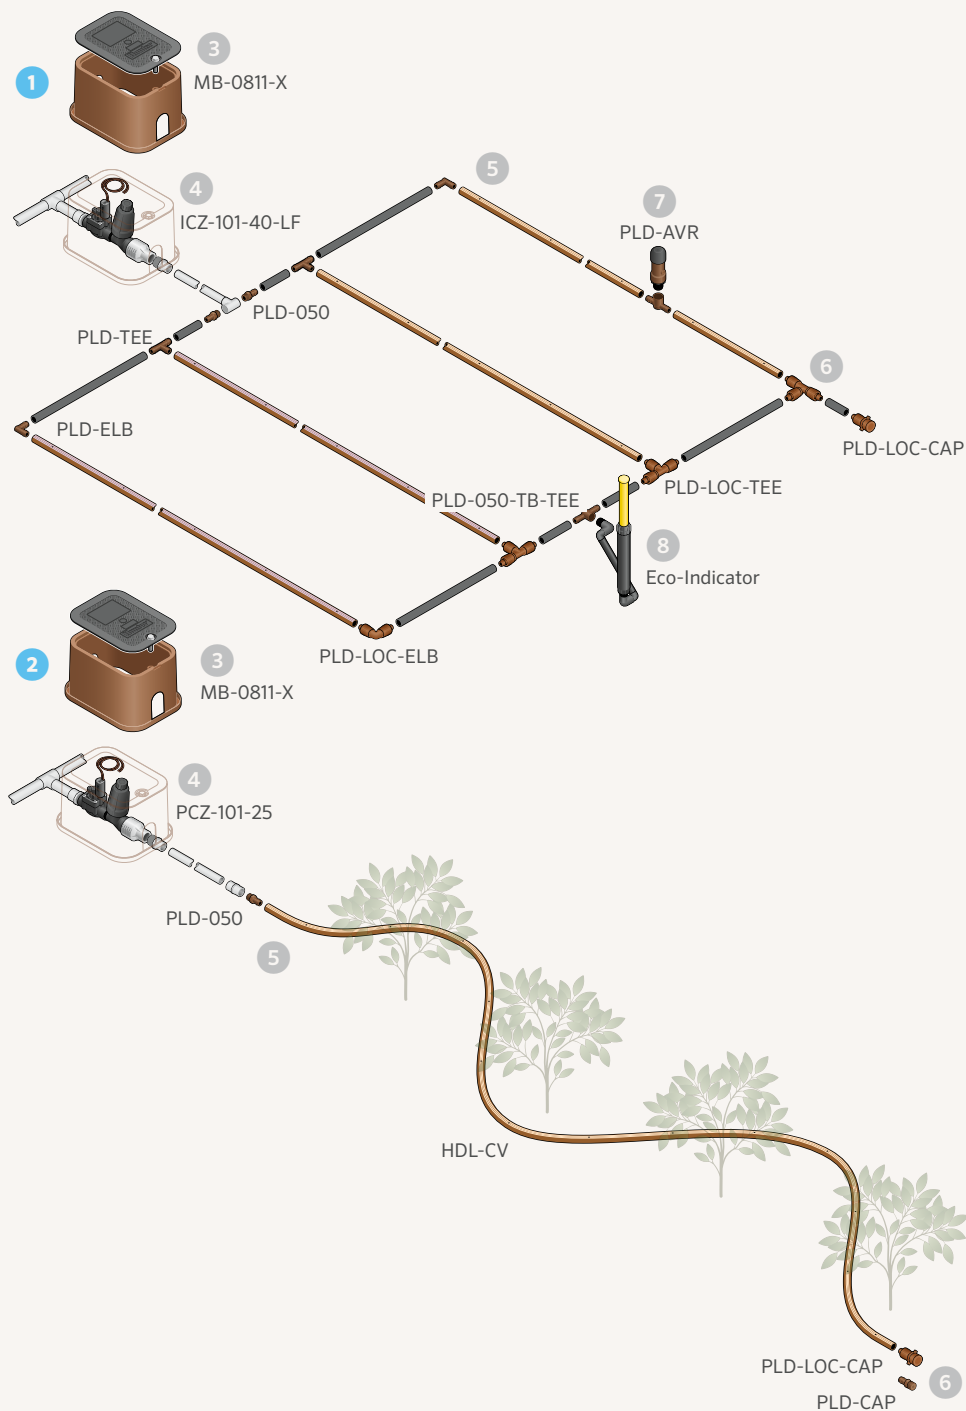 3
1
MB-0811-X
5
4
7
ICZ-101-40-LF
PLD-AVR
PLD-050
PLD-TEE
6
PLD-ELB
PLD-LOC-CAP
PLD-LOC-TEE
PLD-050-TB-TEE
8
Eco-Indicator
PLD-LOC-ELB
2
3
MB-0811-X
4
PCZ-101-25
PLD-050
5
HDL-CV
PLD-LOC-CAP
6
PLD-CAP